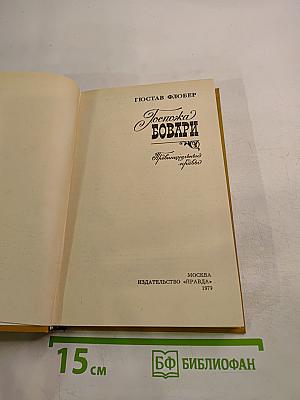 ГЮСТАВ ФЛОБЕР
Госпожа
БОВАРИ
Провинциальные
нравы
МОСКВА
ИЗДАТЕЛЬСТВО «ПРАВДА»
1979
15 см
БФ БИБЛИОФАН